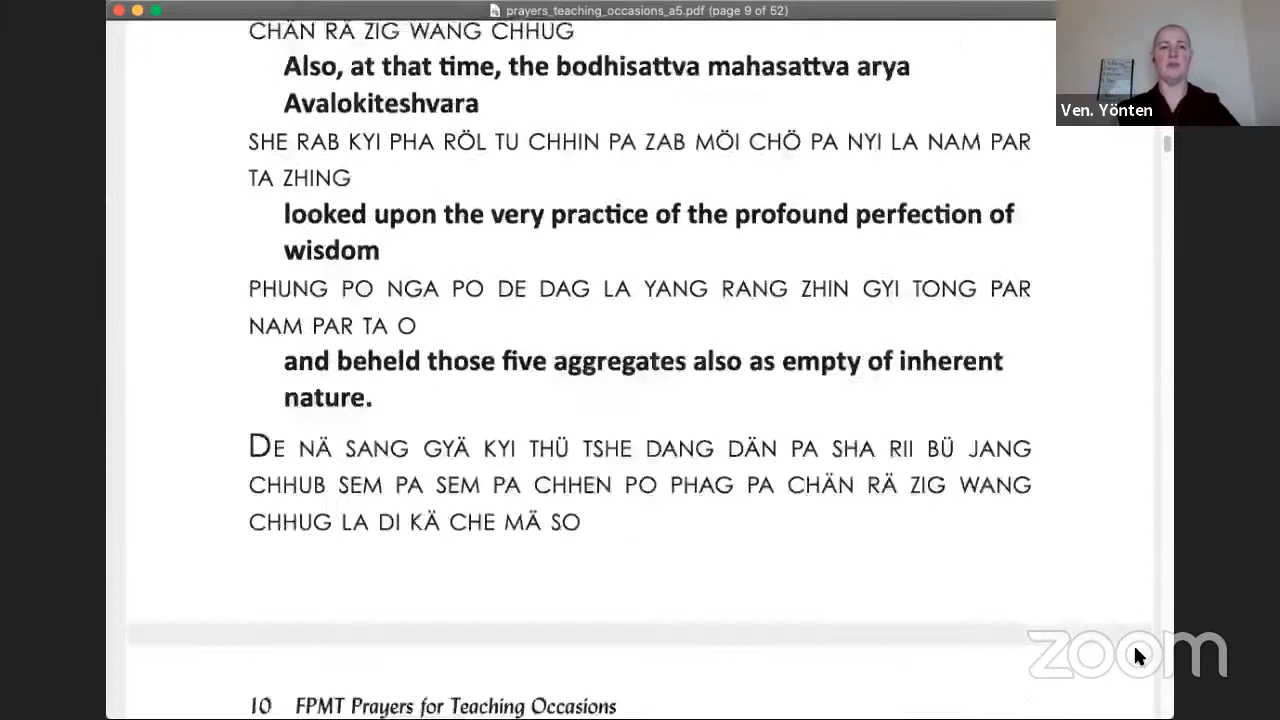 prayers_teaching_occasions_a5.pdf (page 9 of 52)
CHÄN RÄ ZIG WANG CHHUG
Also, at that time, the bodhisattva mahasattva arya
Avalokiteshvara
SHE RAB KYI PHA RÖL TU CHHIN PA ZAB MÖI CHÖ PA NYI LA NAM PAR
TA ZHING
looked upon the very practice of the profound perfection of
wisdom
PHUNG PO NGA PO DE DAG LA YANG RANG ZHIN GYI TONG PAR
NAM PAR TA O
and beheld those five aggregates also as empty of inherent
nature.
DE NÄ SANG GYÄ KYI THÜ TSHE DANG DÄN PA SHA RII BÜ JANG
CHHUB SEM PA SEM PA CHHEN PO PHAG PA CHÄN RÄ ZIG WANG
CHHUG LA DI KÄ CHE MÄ SO
10 FPMT Prayers for Teaching Occasions
Ven. Yönten
zoom